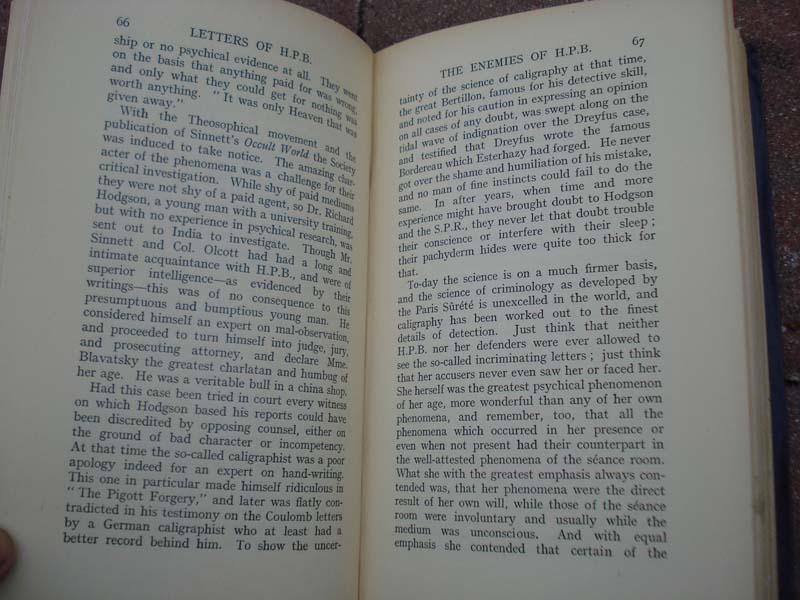 66
LETTERS OF H.P.B.
ship or no psychical evidence at all. They went
on the basis that anything paid for was wrong,
and only what they could get for nothing was
worth anything. "It was only Heaven that was
given away."
With the Theosophical movement and the
publication of Sinnett's Occult World the Society
was induced to take notice. The amazing char-
acter of the phenomena was a challenge for their
critical investigation. While shy of paid mediums
they were not shy of a paid agent, so Dr. Richard
Hodgson, a young man with a university training,
but with no experience in psychical research, was
sent out to India to investigate. Though Mr.
Sinnett and Col. Olcott had had a long and
intimate acquaintance with H.P.B., and were of
superior intelligence—as evidenced by their
writings—this was of no consequence to this
presumptuous and bumptious young man. He
considered himself an expert on mal-observation,
and proceeded to turn himself into judge, jury,
and prosecuting attorney, and declare Mme.
Blavatsky the greatest charlatan and humbug of
her age. He was a veritable bull in a china shop.
Had this case been tried in court every witness
on which Hodgson based his reports could have
been discredited by opposing counsel, either on
the ground of bad character or incompetency.
At that time the so-called caligraphist was a poor
apology indeed for an expert on hand-writing.
This one in particular made himself ridiculous in
"The Pigott Forgery," and later was flatly con-
tradicted in his testimony on the Coulomb letters
by a German caligraphist who at least had a
better record behind him. To show the uncer-
THE ENEMIES OF H.P.B.
67
tainty of the science of caligraphy at that time,
the great Bertillon, famous for his detective skill,
and noted for his caution in expressing an opinion
on all cases of any doubt, was swept along on the
tidal wave of indignation over the Dreyfus case,
and testified that Dreyfus wrote the famous
Bordereau which Esterhazy had forged. He never
got over the shame and humiliation of his mistake,
and no man of fine instincts could fail to do the
same. In after years, when time and more
experience might have brought doubt to Hodgson
and the S.P.R., they never let that doubt trouble
their conscience or interfere with their sleep;
their pachyderm hides were quite too thick for
that.
To-day the science is on a much firmer basis,
and the science of criminology as developed by
the Paris Sûrété is unexcelled in the world, and
caligraphy has been worked out to the finest
details of detection. Just think that neither
H.P.B. nor her defenders were ever allowed to
see the so-called incriminating letters; just think
that her accusers never even saw her or faced her.
She herself was the greatest psychical phenomenon
of her age, more wonderful than any of her own
phenomena, and remember, too, that all the
phenomena which occurred in her presence or
even when not present had their counterpart in
the well-attested phenomena of the séance room.
What she with the greatest emphasis always con-
tended was, that her phenomena were the direct
result of her own will, while those of the séance
room were involuntary and usually while the
medium was unconscious. And with equal
emphasis she contended that certain of the